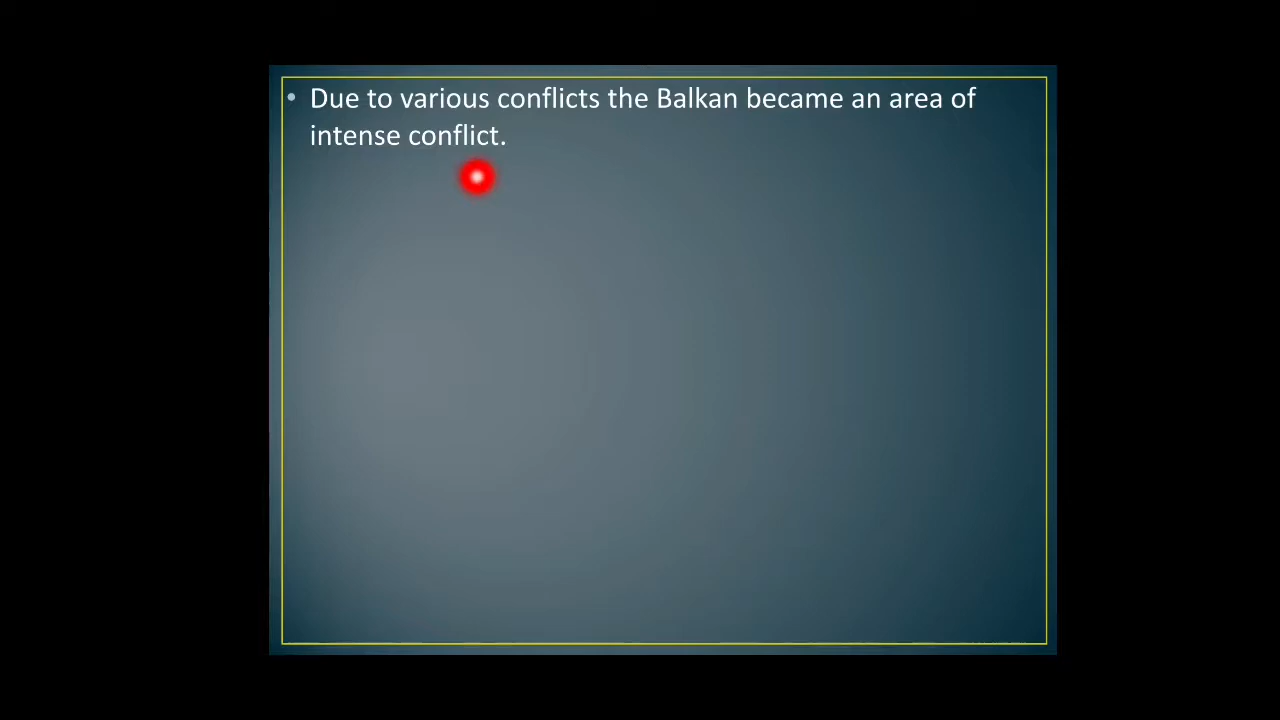 • Due to various conflicts the Balkan became an area of
intense conflict.